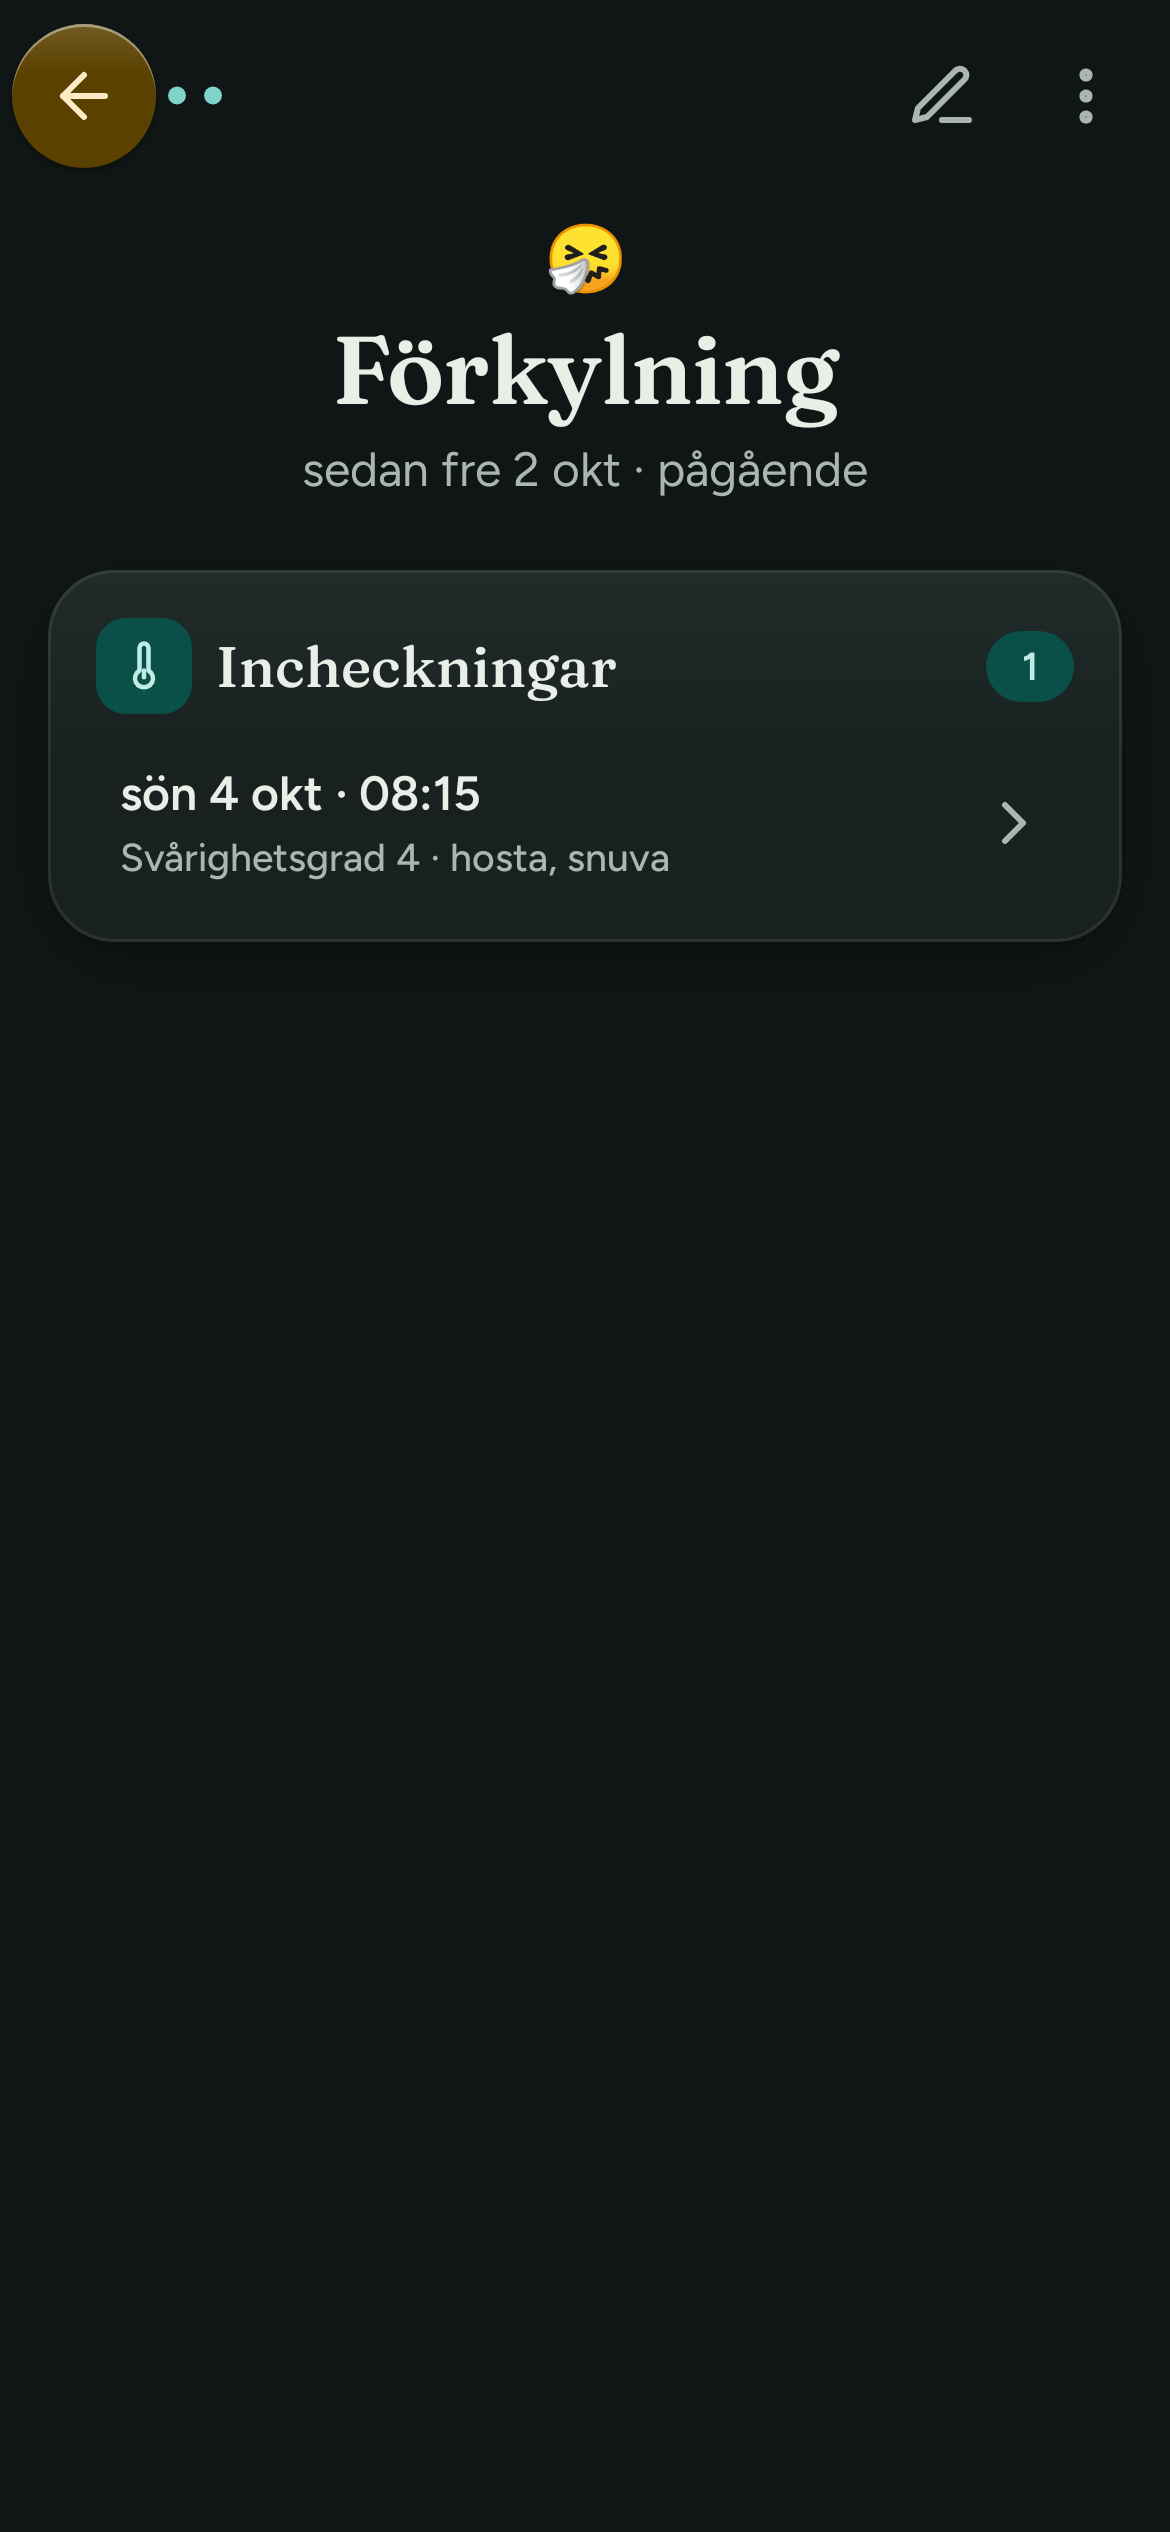 Förkylning
sedan fre 2 okt · pågående
Incheckningar
1
sön 4 okt · 08:15
Svårighetsgrad 4 · hosta, snuva